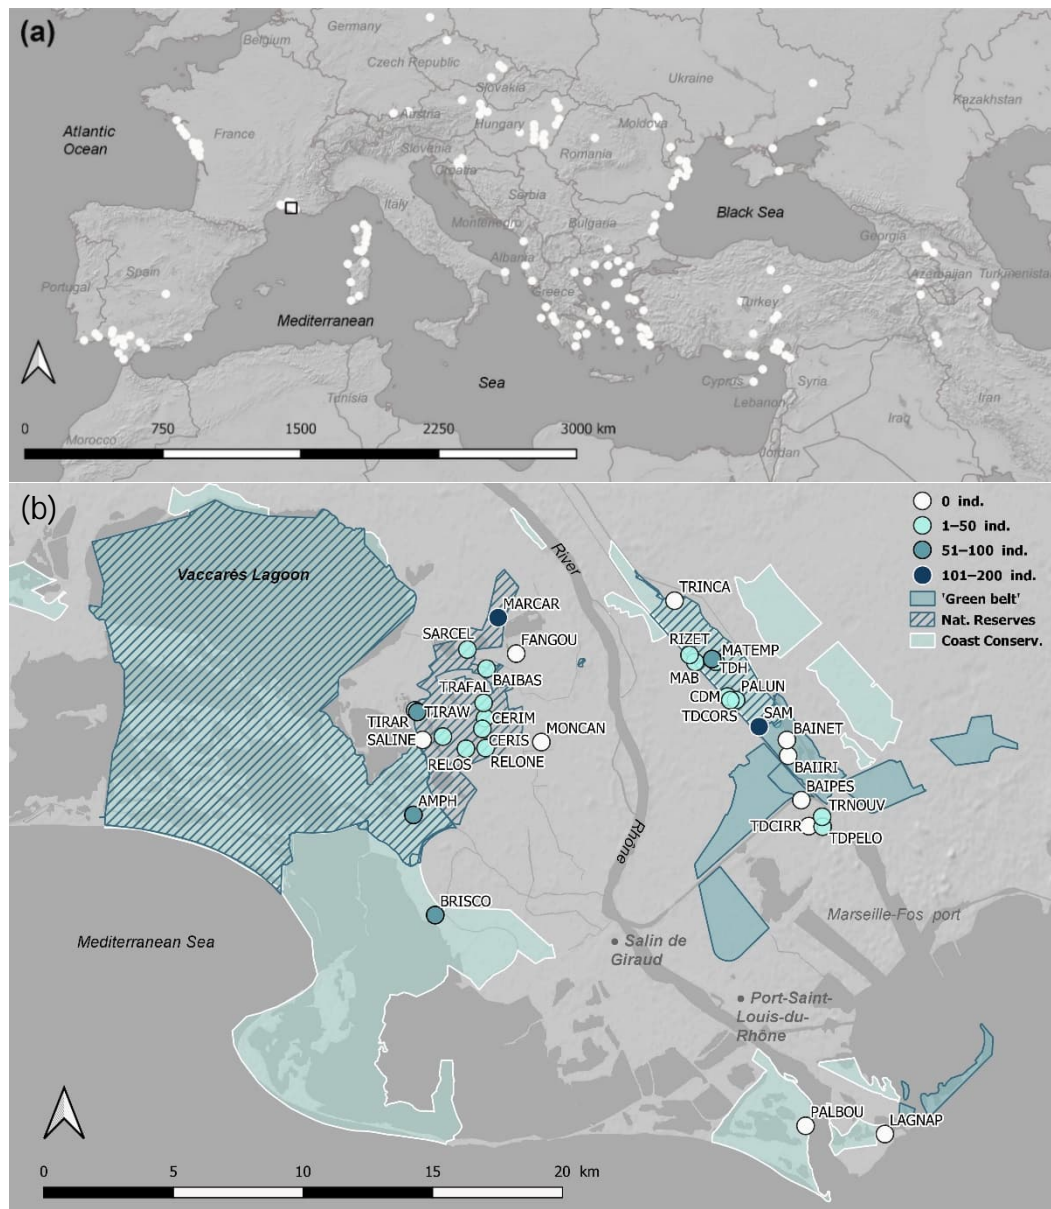 (a)
Germany
Belgium
Czech Republic
Ukraine
Slovakia
Kazakhstan
Atlantic
Ocean
France
Austria
Hungary
Moldova
Slovenia
Romania
Croatia
Serbia
Italy
Black Sea
Montenegro
Bulgaria
Georgia
Albania
Azerbaijan
Turkmenista
Portugal
Spain
Greece
Turkey
Mediterranean
Sea
Cyprus
Syria
Lebanon
Tunisia
Iran
Iraq
Morocco
Jordan
0 750 1500 2250 3000 km
(b)
0 ind.
1–50 ind.
51–100 ind.
101–200 ind.
'Green belt'
Nat. Reserves
Coast Conserv.
River
Vaccarès Lagoon
TRINCA
MARCAR
SARCEL
FANGOU
RIZET
MATEMP
TDH
MAB
BAIBAS
TRAFAL
CDM
PALUN
TIRAR
TIRAW
CERIM
TDCORS
SAM
SALINE
CERIS
MONCAN
BAINET
RELOS
RELONE
BAIIRI
BAIPES
AMPH
TRNOUV
TDCIRR
TDPELO
Rhône
BRISCO
Marseille-Fos port
Mediterranean Sea
Salin de
Giraud
Port-Saint-
Louis-du-
Rhône
PALBOU
LAGNAP
0 5 10 15 20 km